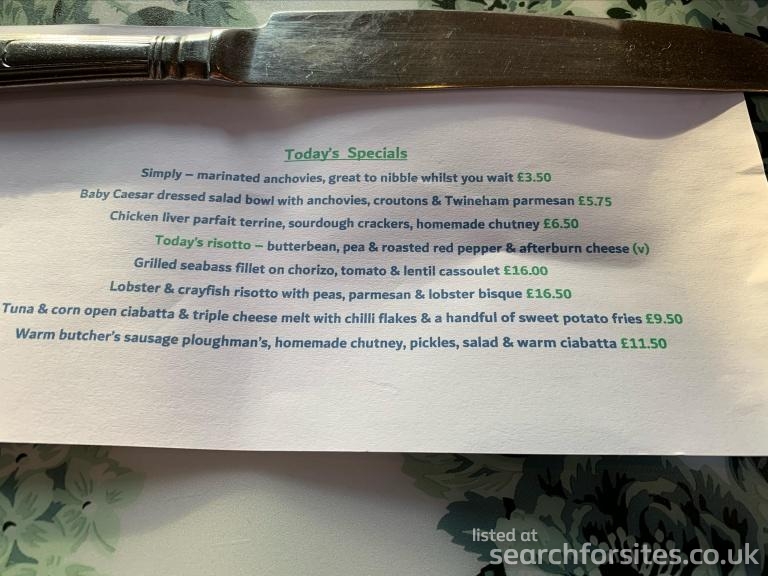 Today's Specials
Simply – marinated anchovies, great to nibble whilst you wait £3.50
Baby Caesar dressed salad bowl with anchovies, croutons & Twineham parmesan £5.75
Chicken liver parfait terrine, sourdough crackers, homemade chutney £6.50
Today's risotto – butterbean, pea & roasted red pepper & afterburn cheese (v)
Grilled seabass fillet on chorizo, tomato & lentil cassoulet £16.00
Lobster & crayfish risotto with peas, parmesan & lobster bisque £16.50
Tuna & corn open ciabatta & triple cheese melt with chilli flakes & a handful of sweet potato fries £9.50
Warm butcher's sausage ploughman's, homemade chutney, pickles, salad & warm ciabatta £11.50
listed at
searchforsites.co.uk